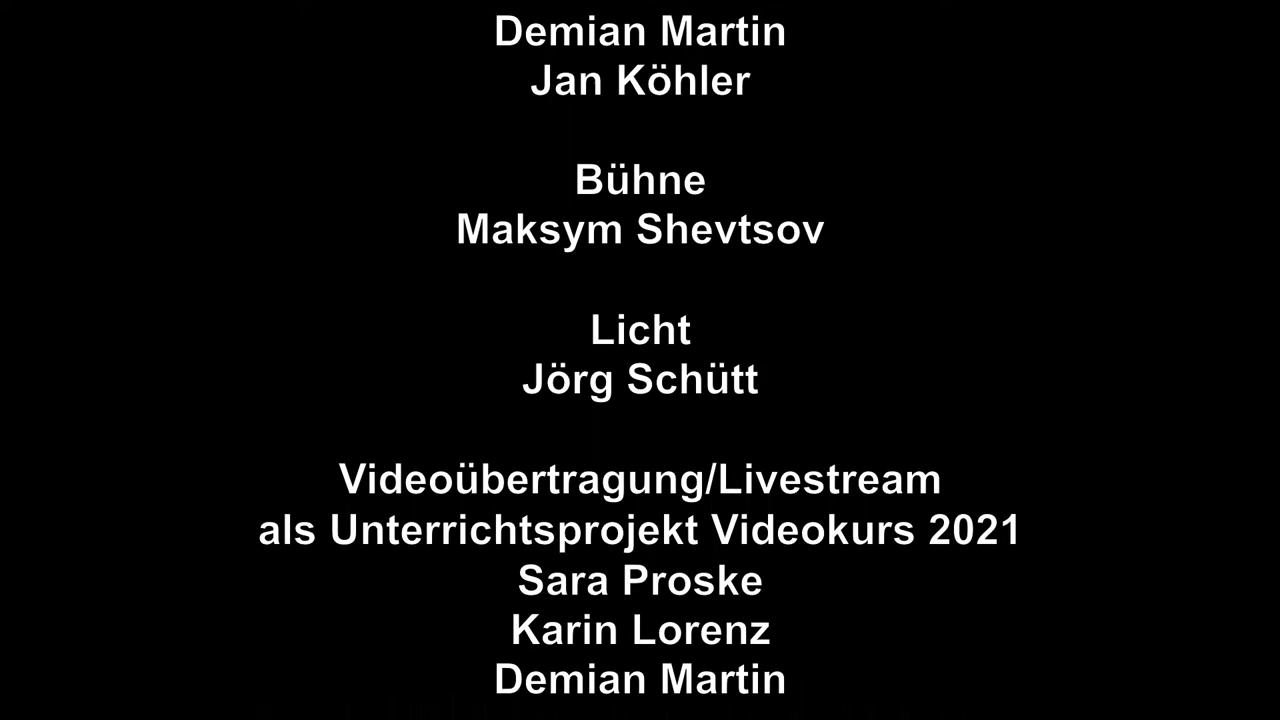 Demian Martin
Jan Köhler
Bühne
Maksym Shevtsov
Licht
Jörg Schütt
Videoübertragung/Livestream
als Unterrichtsprojekt Videokurs 2021
Sara Proske
Karin Lorenz
Demian Martin